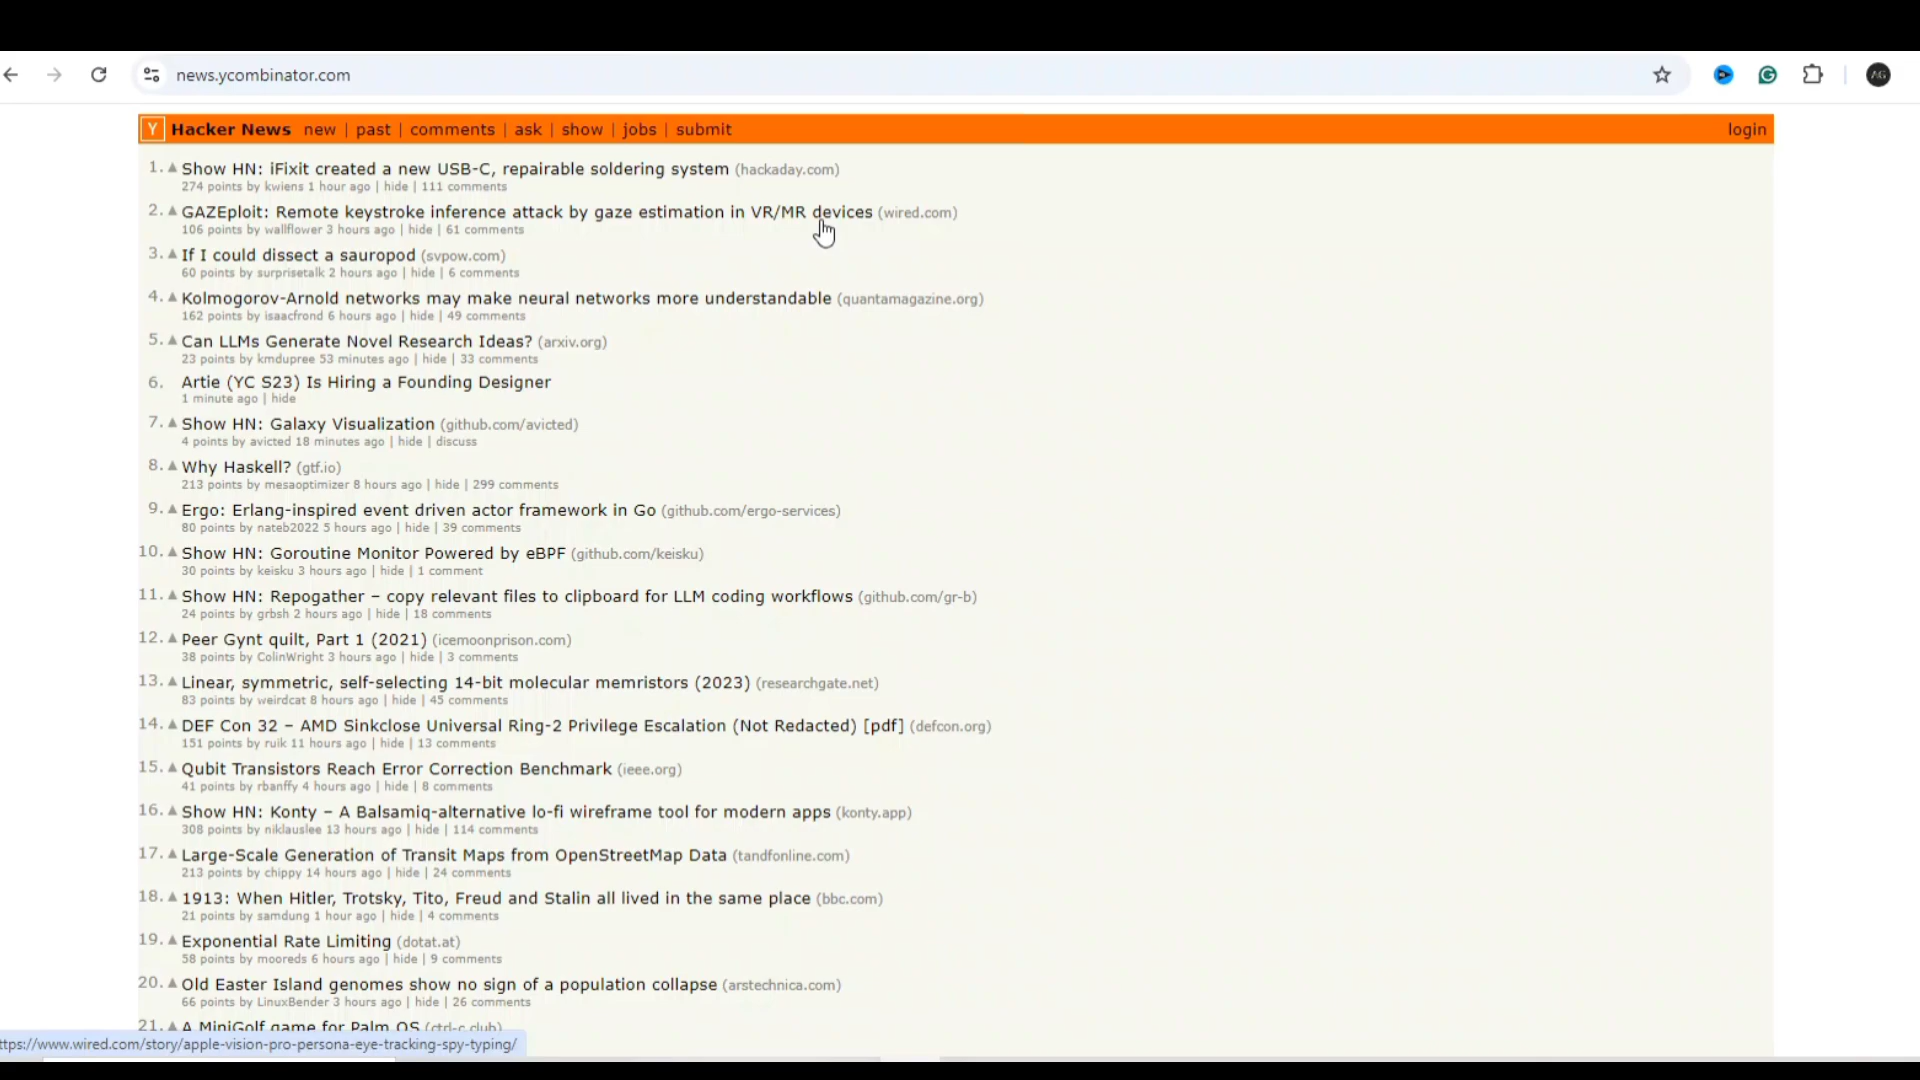 news.ycombinator.com
AG
Y Hacker News new | past | comments | ask | show | jobs | submit login
1. Show HN: iFixit created a new USB-C, repairable soldering system (hackaday.com)
274 points by kwiens 1 hour ago | hide | 111 comments
2. GAZEploit: Remote keystroke inference attack by gaze estimation in VR/MR devices (wired.com)
106 points by wallflower 3 hours ago | hide | 61 comments
3. If I could dissect a sauropod (svpow.com)
60 points by surprisetalk 2 hours ago | hide | 6 comments
4. Kolmogorov-Arnold networks may make neural networks more understandable (quantamagazine.org)
162 points by isaacfrond 6 hours ago | hide | 49 comments
5. Can LLMs Generate Novel Research Ideas? (arxiv.org)
23 points by kmdupree 53 minutes ago | hide | 33 comments
6. Artie (YC S23) Is Hiring a Founding Designer
1 minute ago | hide
7. Show HN: Galaxy Visualization (github.com/avicted)
4 points by avicted 18 minutes ago | hide | discuss
8. Why Haskell? (gtf.io)
213 points by mesaoptimizer 8 hours ago | hide | 299 comments
9. Ergo: Erlang-inspired event driven actor framework in Go (github.com/ergo-services)
80 points by nateb2022 5 hours ago | hide | 39 comments
10. Show HN: Goroutine Monitor Powered by eBPF (github.com/keisku)
30 points by keisku 3 hours ago | hide | 1 comment
11. Show HN: Repogather – copy relevant files to clipboard for LLM coding workflows (github.com/gr-b)
24 points by grbsh 2 hours ago | hide | 18 comments
12. Peer Gynt quilt, Part 1 (2021) (icemoonprison.com)
38 points by ColinWright 3 hours ago | hide | 3 comments
13. Linear, symmetric, self-selecting 14-bit molecular memristors (2023) (researchgate.net)
83 points by weirdcat 8 hours ago | hide | 45 comments
14. DEF Con 32 – AMD Sinkclose Universal Ring-2 Privilege Escalation (Not Redacted) [pdf] (defcon.org)
151 points by ruik 11 hours ago | hide | 13 comments
15. Qubit Transistors Reach Error Correction Benchmark (ieee.org)
41 points by rbanffy 4 hours ago | hide | 8 comments
16. Show HN: Konty – A Balsamiq-alternative lo-fi wireframe tool for modern apps (konty.app)
308 points by niklauslee 13 hours ago | hide | 114 comments
17. Large-Scale Generation of Transit Maps from OpenStreetMap Data (tandfonline.com)
213 points by chippy 14 hours ago | hide | 24 comments
18. 1913: When Hitler, Trotsky, Tito, Freud and Stalin all lived in the same place (bbc.com)
21 points by samdung 1 hour ago | hide | 4 comments
19. Exponential Rate Limiting (dotat.at)
58 points by mooreds 6 hours ago | hide | 9 comments
20. Old Easter Island genomes show no sign of a population collapse (arstechnica.com)
66 points by LinuxBender 3 hours ago | hide | 26 comments
21. A MiniGolf game for Palm OS (ctrl-c.club)
ttps://www.wired.com/story/apple-vision-pro-persona-eye-tracking-spy-typing/